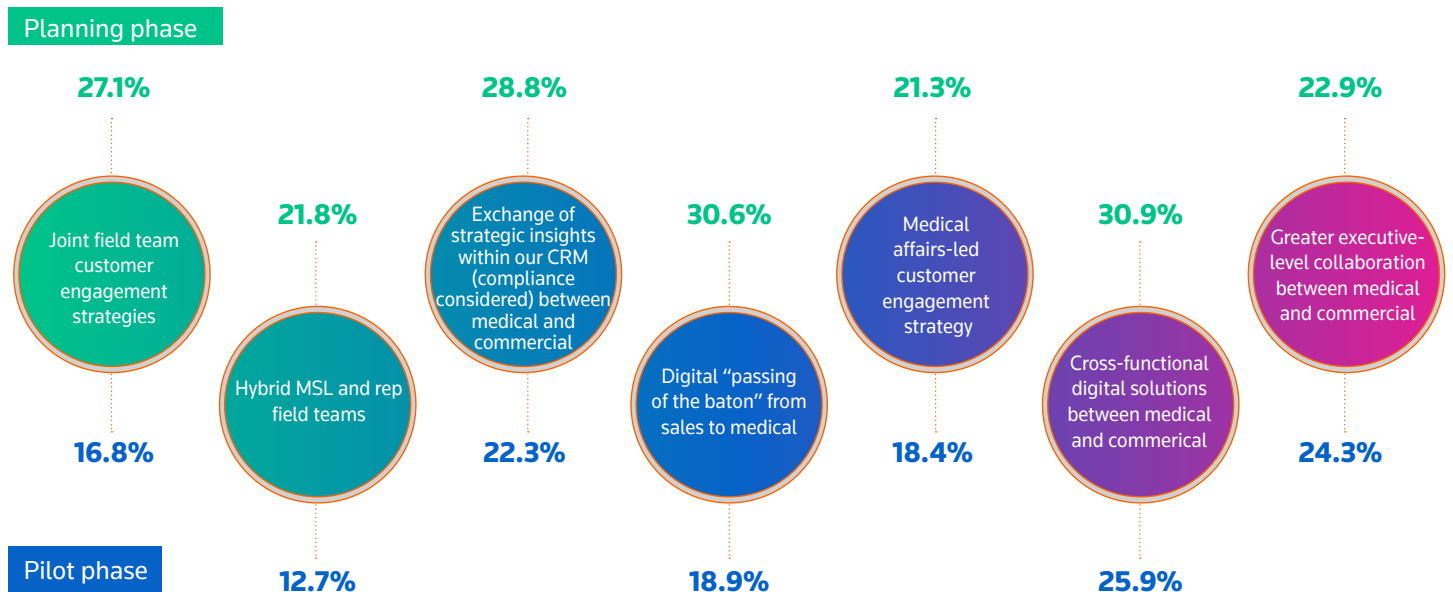 Planning phase
27.1%
Joint field team
customer
engagement
strategies
16.8%
21.8%
Hybrid MSL and rep
field teams
12.7%
28.8%
Exchange of
strategic insights
within our CRM
(compliance
considered) between
medical and
commercial
22.3%
30.6%
Digital “passing
of the baton” from
sales to medical
18.9%
21.3%
Medical
affairs-led
customer
engagement
strategy
18.4%
30.9%
Cross-functional
digital solutions
between medical
and commerical
25.9%
22.9%
Greater executive-
level collaboration
between medical
and commercial
24.3%
Pilot phase